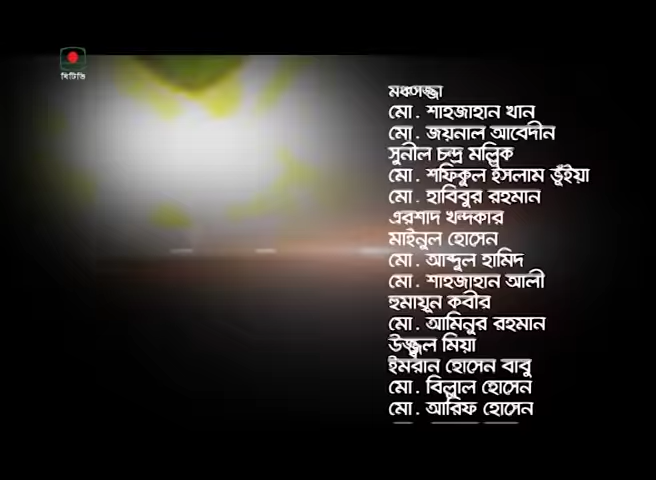 বিটিভি
মঞ্চসজ্জা
মো. শাহজাহান খান
মো. জয়নাল আবেদীন
সুনীল চন্দ্র মল্লিক
মো. শফিকুল ইসলাম ভূঁইয়া
মো. হাবিবুর রহমান
এরশাদ খন্দকার
মাইনুল হোসেন
মো. আব্দুল হামিদ
মো. শাহজাহান আলী
হুমায়ূন কবীর
মো. আমিনুর রহমান
উজ্জ্বল মিয়া
ইমরান হোসেন বাবু
মো. বিল্লাল হোসেন
মো. আরিফ হোসেন